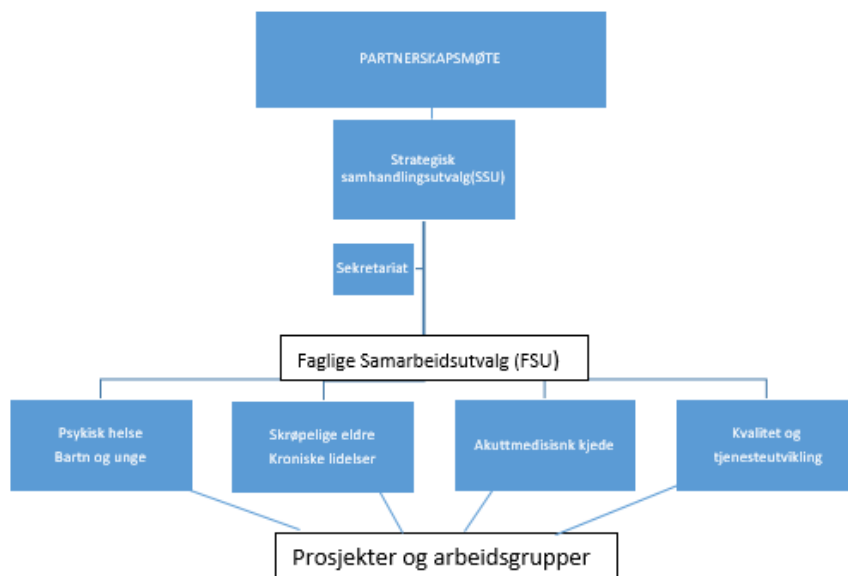 PARTNERSKAPSMØTE
Strategisk
samhandlingsutvalg(SSU)
Sekretariat
Faglige Samarbeidsutvalg (FSU)
Psykisk helse
Bartn og unge
Skrøpelige eldre
Kroniske lidelser
Akuttmedisisnk kjede
Kvalitet og
tjenesteutvikling
Prosjekter og arbeidsgrupper